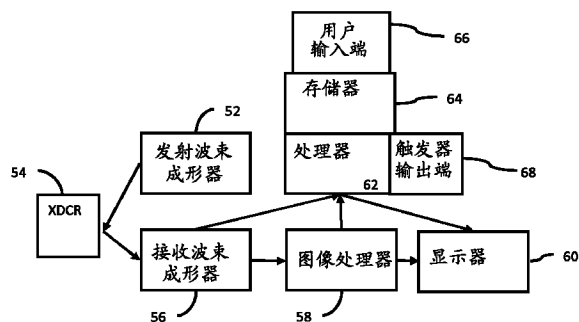 用户
输入端
66
存储器
64
52
发射波束
成形器
处理器
62
触发器
输出端
68
54
XDCR
接收波束
成形器
56
图像处理器
58
显示器
60